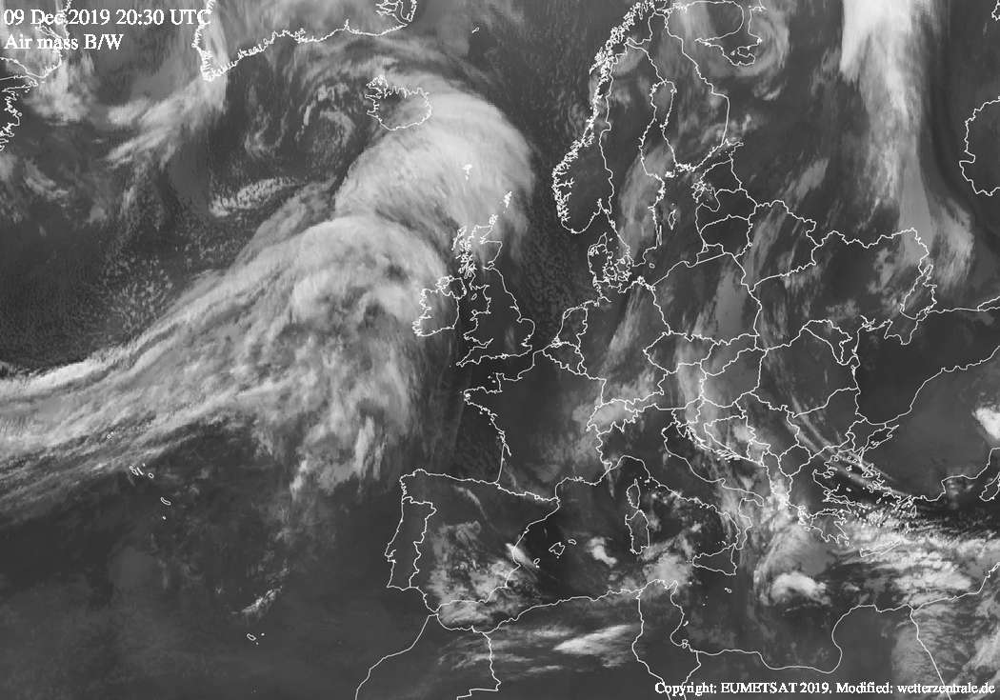 09 Dec 2019 20:30 UTC
Air mass B/W
Copyright: EUMETSAT 2019, Modified: wetterzentrale.de